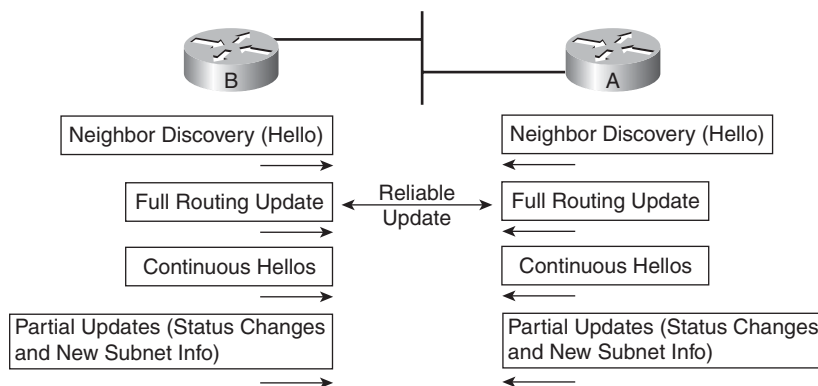 B
A
Neighbor Discovery (Hello)
Neighbor Discovery (Hello)
Full Routing Update
Reliable
Update
Full Routing Update
Continuous Hellos
Continuous Hellos
Partial Updates (Status Changes
and New Subnet Info)
Partial Updates (Status Changes
and New Subnet Info)